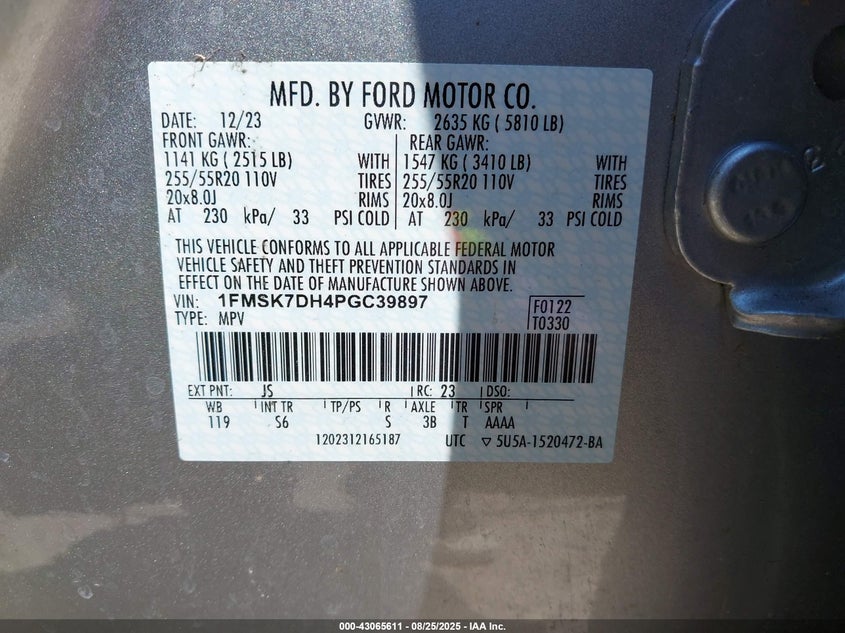 MFD. BY FORD MOTOR CO.
DATE: 12/23 GVWR: 2635 KG ( 5810 LB)
FRONT GAWR: REAR GAWR:
1141 KG ( 2515 LB) WITH 1547 KG ( 3410 LB) WITH
255/55R20 110V TIRES 255/55R20 110V TIRES
20x8.0J RIMS 20x8.0J RIMS
AT 230 kPa/ 33 PSI COLD AT 230 kPa/ 33 PSI COLD
THIS VEHICLE CONFORMS TO ALL APPLICABLE FEDERAL MOTOR
VEHICLE SAFETY AND THEFT PREVENTION STANDARDS IN
EFFECT ON THE DATE OF MANUFACTURE SHOWN ABOVE.
VIN: 1FMSK7DH4PGC39897 F0122
TYPE: MPV T0330
EXT PNT: JS RC: 23 DSO:
WB INT TR TP/PS R AXLE TR SPR
119 S6 S 3B T AAAA
1202312165187 UTC ▽ 5U5A-1520472-BA
000-43065611 - 08/25/2025 - IAA Inc.